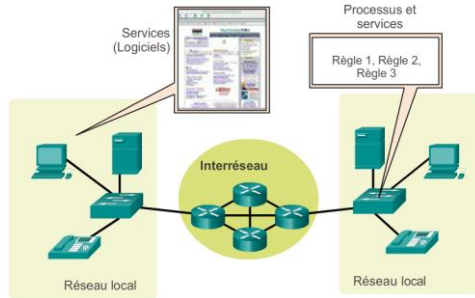 Services
(Logiciels)
Processus et
services
Règle 1, Règle 2,
Règle 3
Interréseau
Réseau local
Réseau local